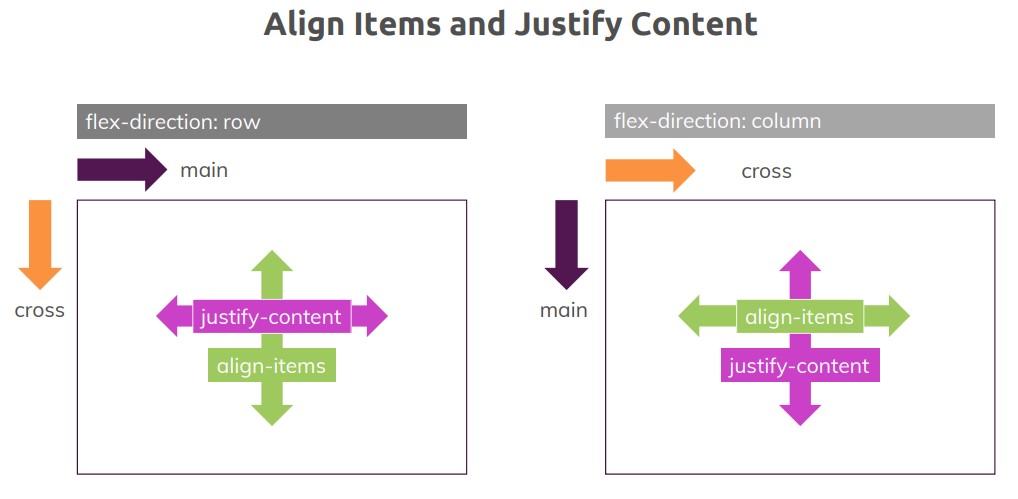 Align Items and Justify Content
flex-direction: row
main
cross
justify-content
align-items
flex-direction: column
cross
main
align-items
justify-content